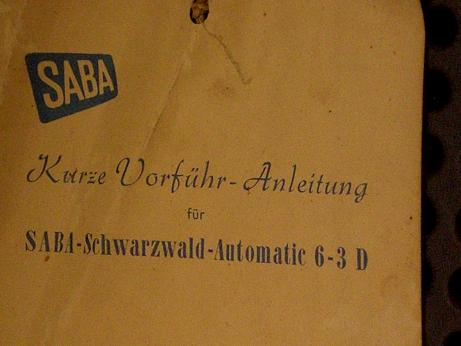 SABA
Kurze Vorführ-Anleitung
für
SABA-Schwarzwald-Automatic 6-3 D